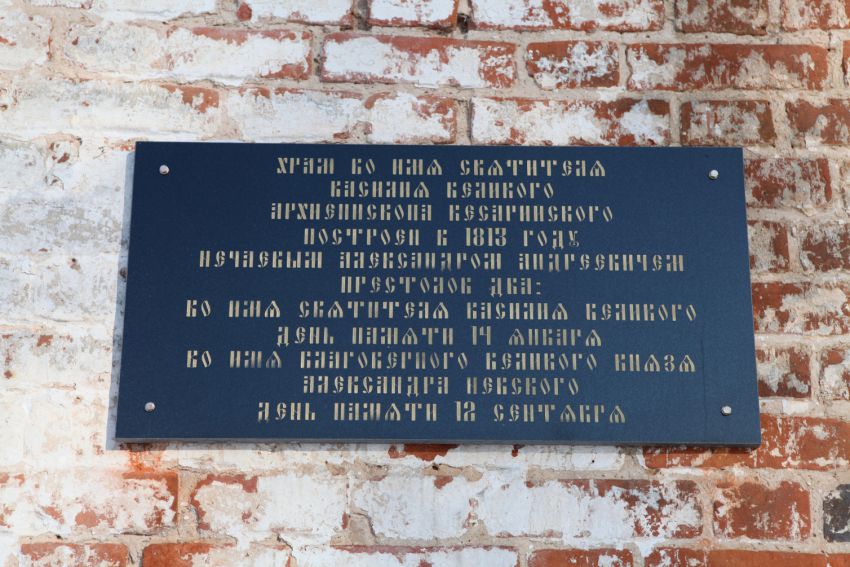 ХРАМ ВО ИМЯ СВЯТИТЕЛЯ
ВАСИЛИЯ ВЕЛИКОГО
АРХИЕПИСКОПА КЕСАРИЙСКОГО
ПОСТРОЕН В 1813 ГОДУ
НЕЧАЕВЫМ АЛЕКСАНДРОМ АНДРЕЕВИЧЕМ
ПРЕСТОЛОВ ДВА:
ВО ИМЯ СВЯТИТЕЛЯ ВАСИЛИЯ ВЕЛИКОГО
ДЕНЬ ПАМЯТИ 14 ЯНВАРЯ
ВО ИМЯ БЛАГОВЕРНОГО ВЕЛИКОГО КНЯЗЯ
АЛЕКСАНДРА НЕВСКОГО
ДЕНЬ ПАМЯТИ 12 СЕНТЯБРЯ